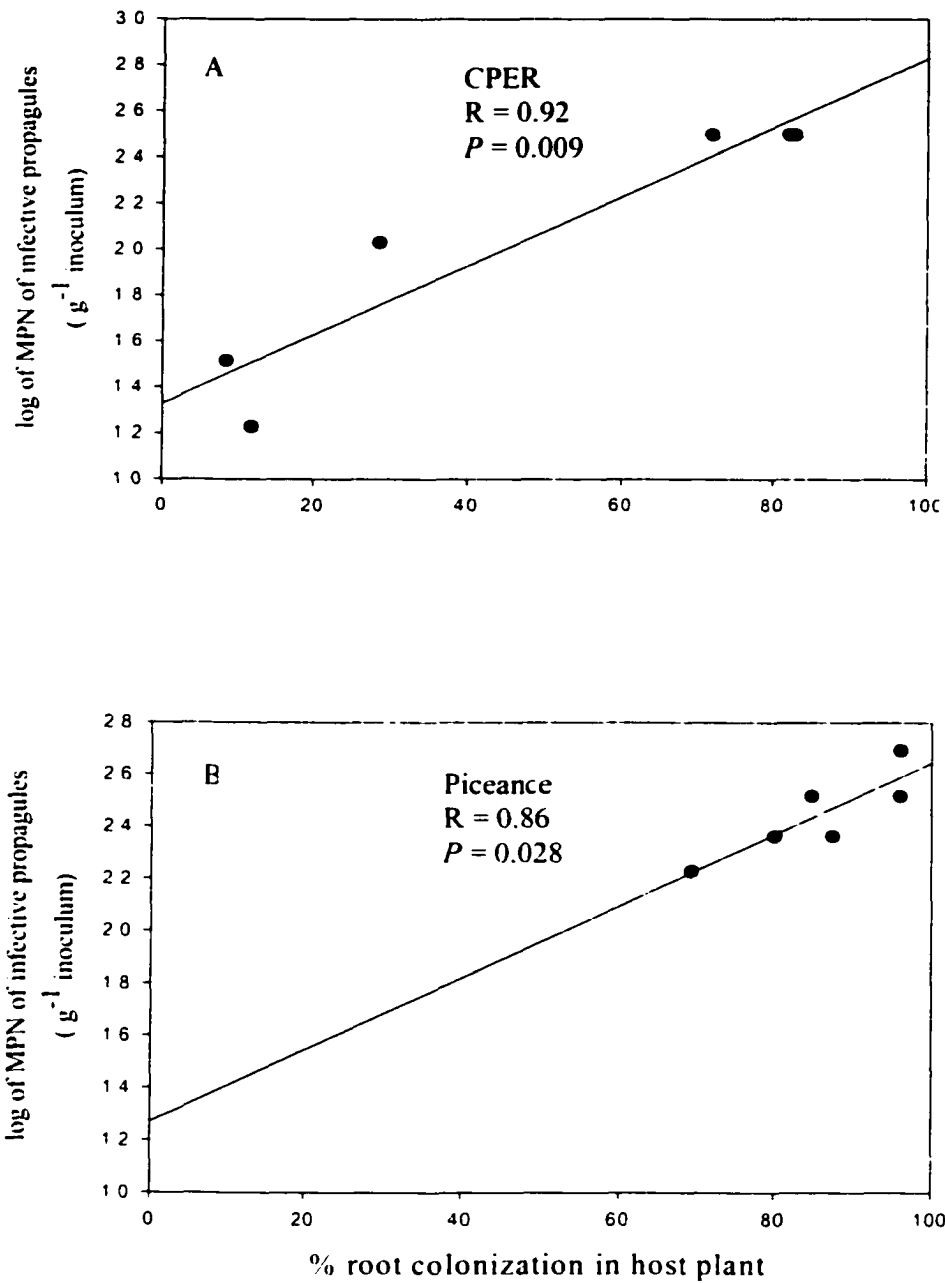 3 0
2 8
2 6
2 4
2 2
2 0
1 8
1 6
1 4
1 2
1 0
log of MPN of infective propagules
( g-1 inoculum)
A
CPER
R = 0.92
P = 0.009
0 20 40 60 80 100
2 8
2 6
2 4
2 2
2 0
1 8
1 6
1 4
1 2
1 0
log of MPN of infective propagules
( g-1 inoculum)
B
Piceance
R = 0.86
P = 0.028
0 20 40 60 80 100
% root colonization in host plant